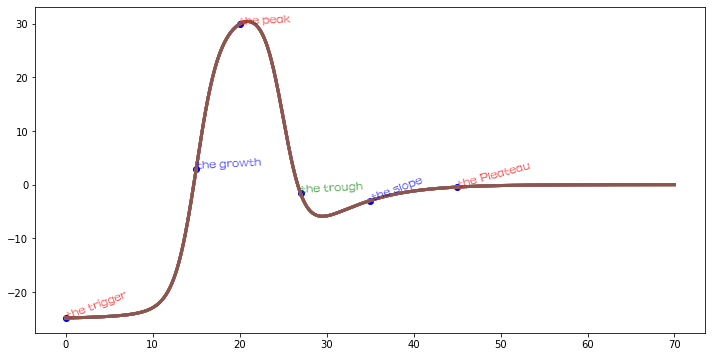 the peak
the growth
the trough
the slope
the Pleateau
the trigger
30
20
10
0
−10
−20
0 10 20 30 40 50 60 70